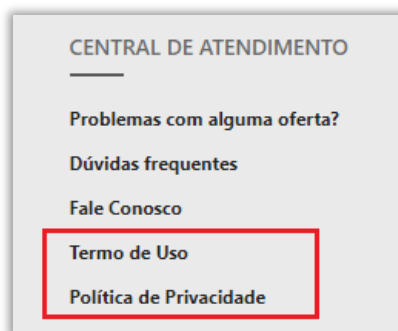 CENTRAL DE ATENDIMENTO
Problemas com alguma oferta?
Dúvidas frequentes
Fale Conosco
Termo de Uso
Política de Privacidade